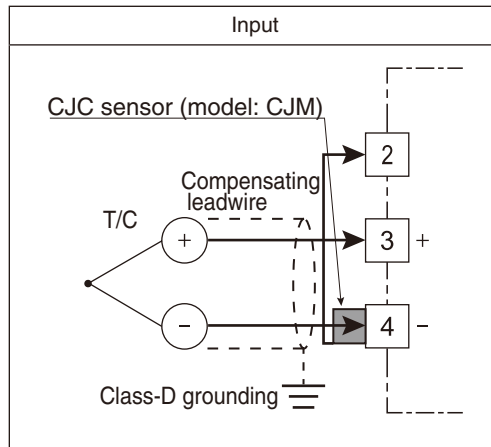 Input
CJC sensor (model: CJM)
2
Compensating
leadwire
T/C
+
3
+
−
4
−
Class-D grounding